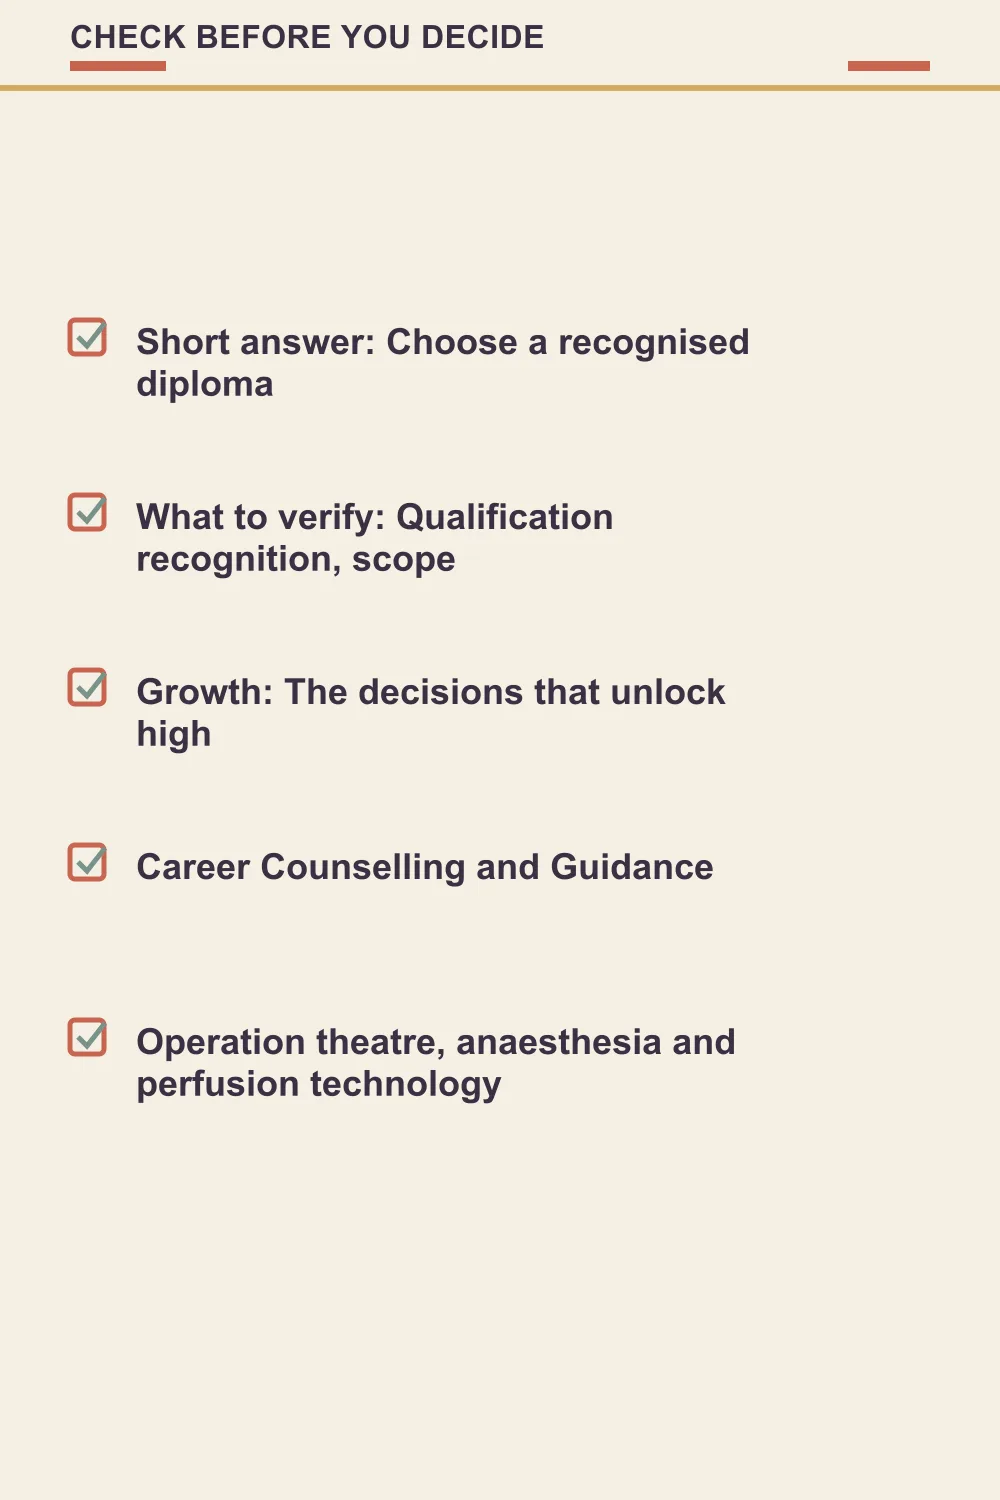 CHECK BEFORE YOU DECIDE
Short answer: Choose a recognised
diploma
What to verify: Qualification
recognition, scope
Growth: The decisions that unlock
high
Career Counselling and Guidance
Operation theatre, anaesthesia and
perfusion technology